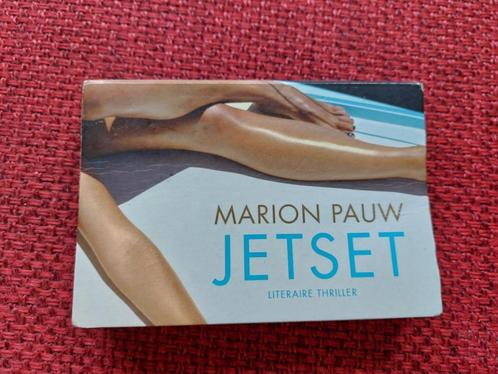 MARION PAUW
JETSET
LITERAIRE THRILLER